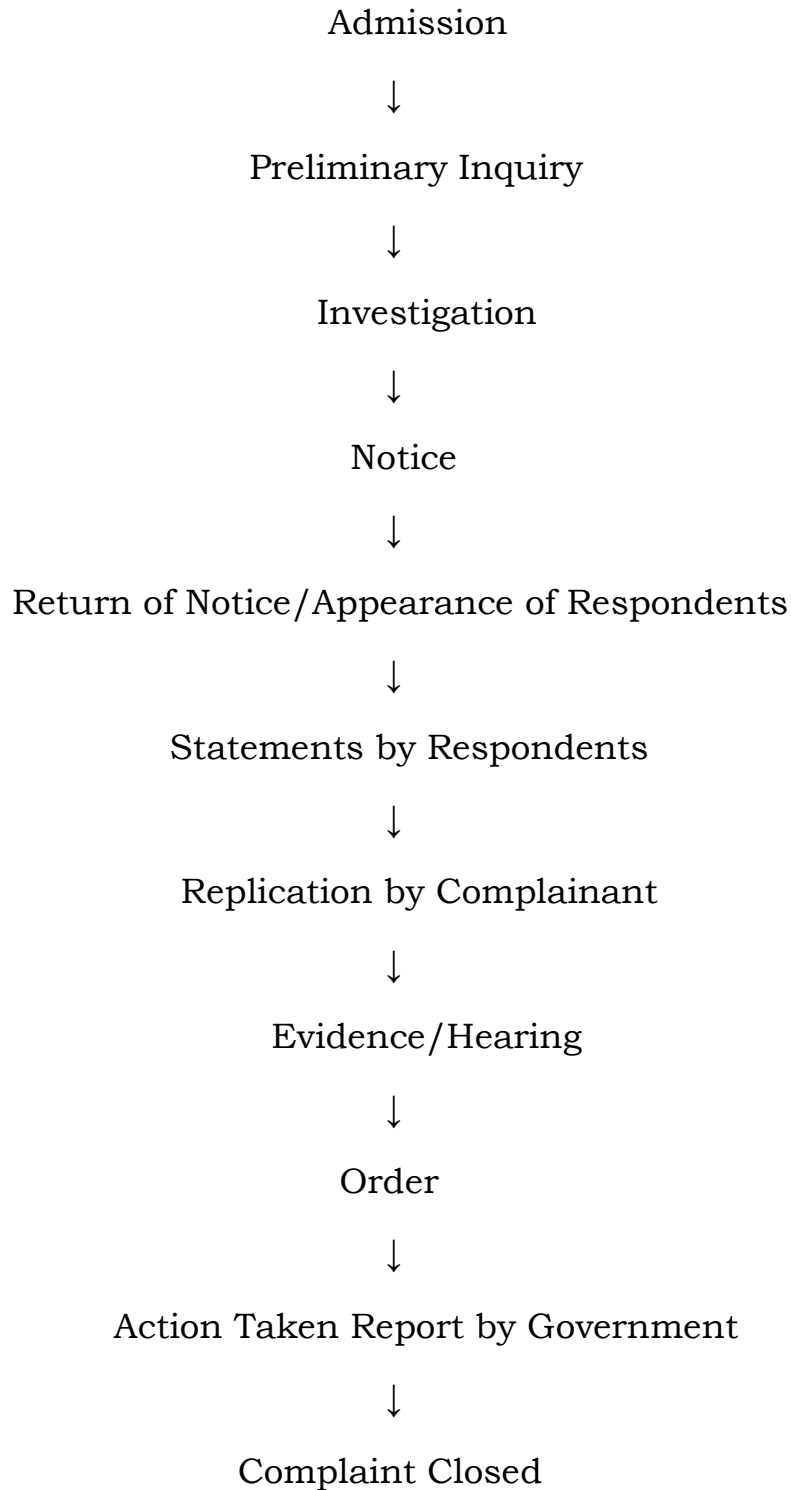 Admission
↓
Preliminary Inquiry
↓
Investigation
↓
Notice
↓
Return of Notice/Appearance of Respondents
↓
Statements by Respondents
↓
Replication by Complainant
↓
Evidence/Hearing
↓
Order
↓
Action Taken Report by Government
↓
Complaint Closed